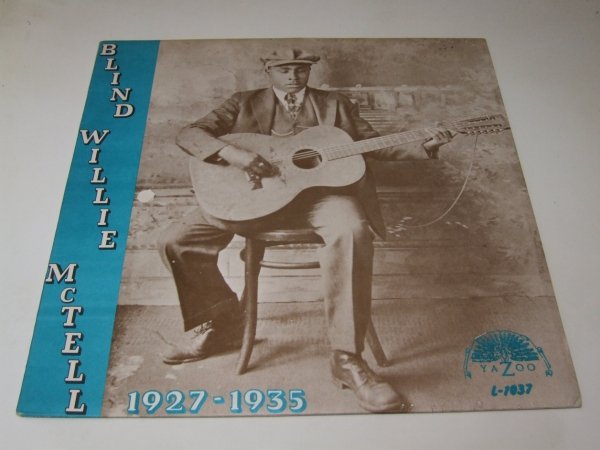 BLIND WILLIE McTELL
1927-1935
YAZOO
L-1037